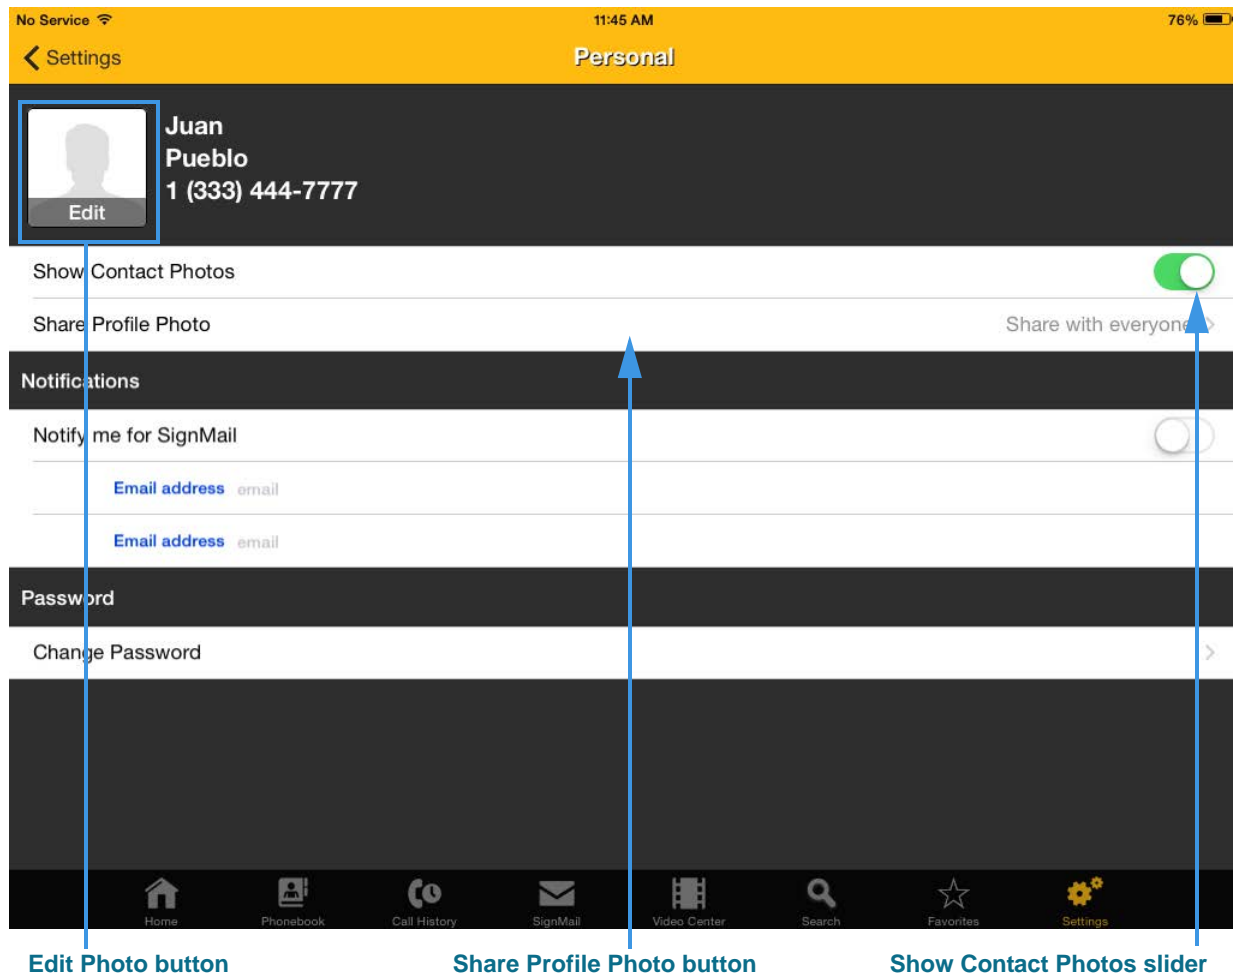 No Service 11:45 AM 76%
Settings Personal
Juan
Pueblo
1 (333) 444-7777
Edit
Show Contact Photos
Share Profile Photo Share with everyone
Notifications
Notify me for SignMail
Email address email
Email address email
Password
Change Password
Home Phonebook Call History SignMail Video Center Search Favorites Settings
Edit Photo button Share Profile Photo button Show Contact Photos slider